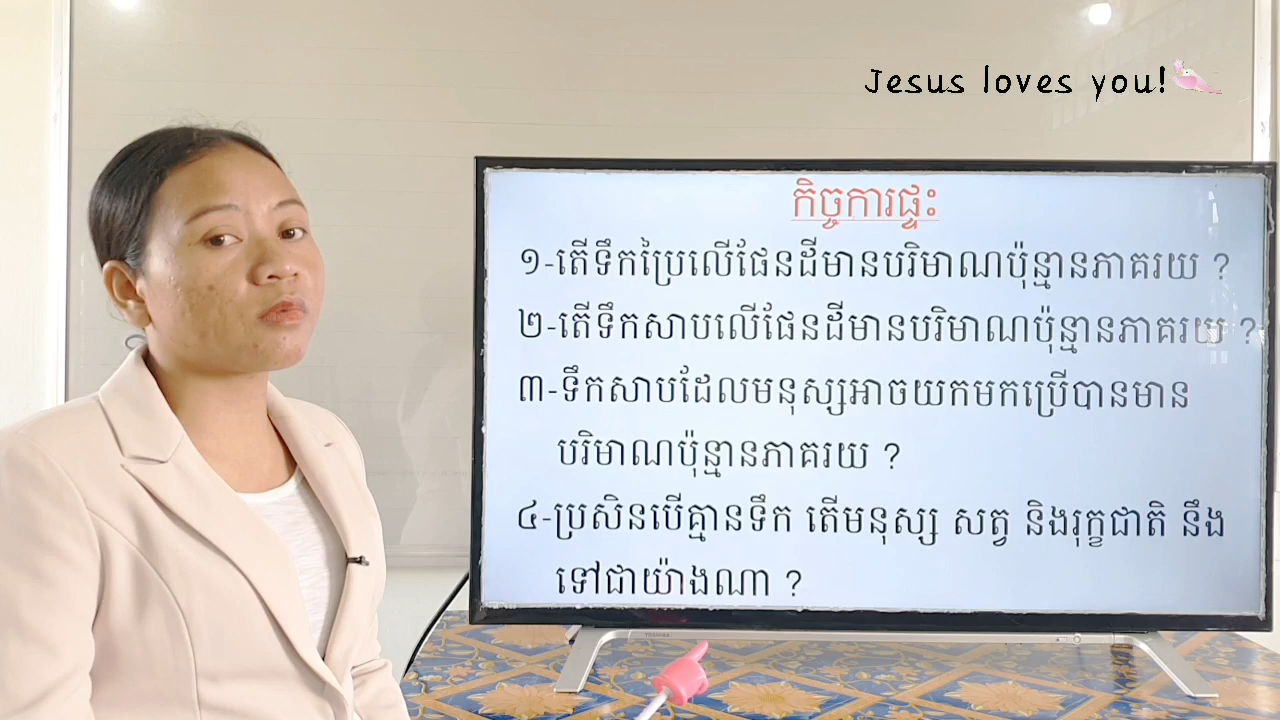 Jesus loves you!
កិច្ចការផ្ទះ
១-តើទឹកប្រៃលើផែនដីមានបរិមាណប៉ុន្មានភាគរយ ?
២-តើទឹកសាបលើផែនដីមានបរិមាណប៉ុន្មានភាគរយ ?
៣-ទឹកសាបដែលមនុស្សអាចយកមកប្រើបានមាន
បរិមាណប៉ុន្មានភាគរយ ?
៤-ប្រសិនបើគ្មានទឹក តើមនុស្ស សត្វ និងរុក្ខជាតិ នឹង
ទៅជាយ៉ាងណា ?
TOSHIBA